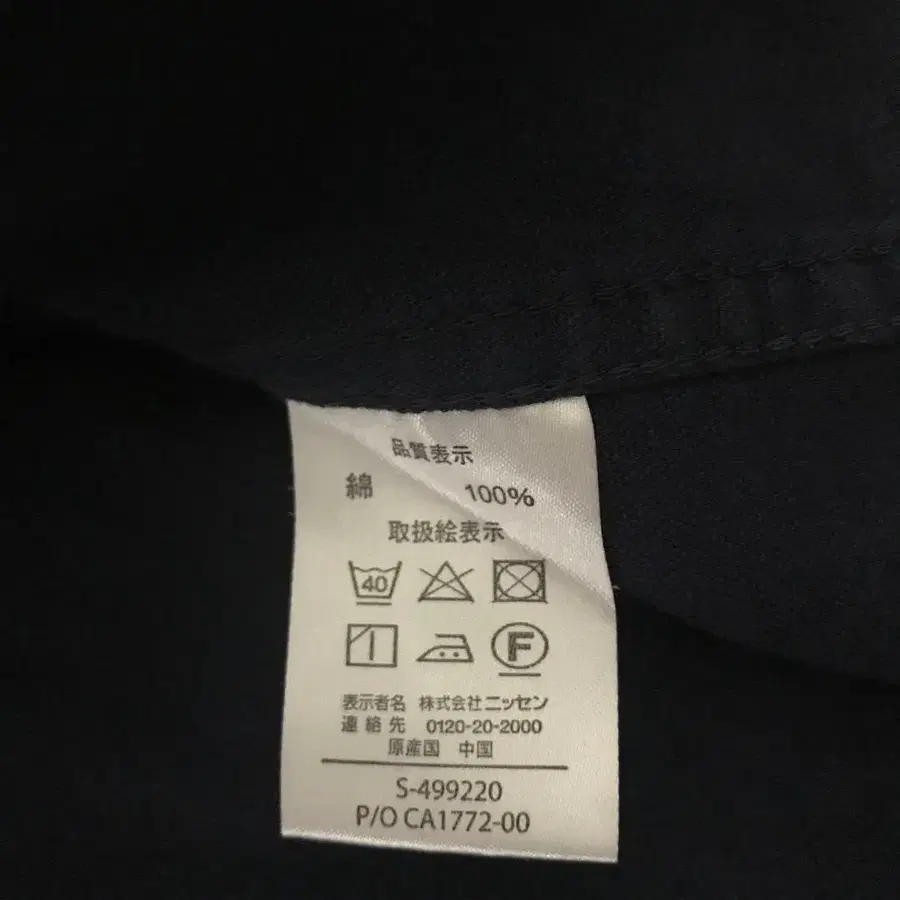 品質表示
綿 100%
取扱絵表示
40
F
表示者名 株式会社ニッセン
連絡先 0120-20-2000
原産国 中国
S-499220
P/O CA1772-00